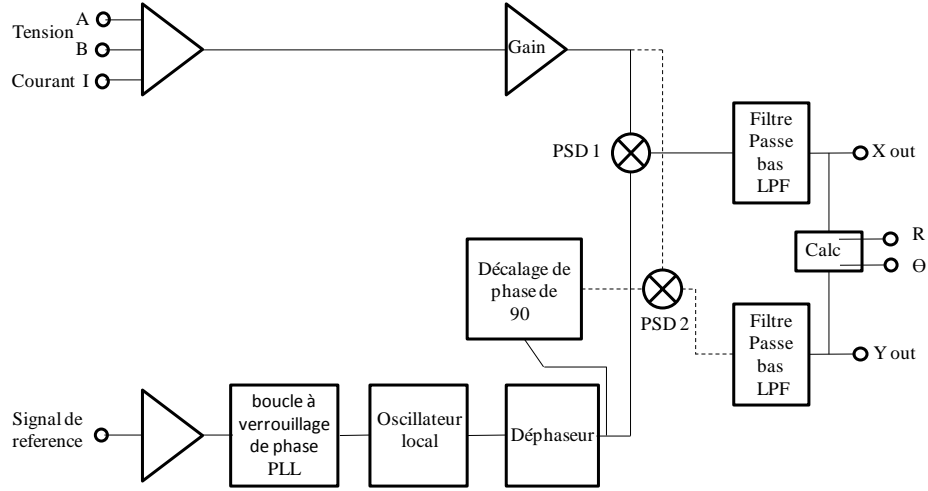 A
Tension
B
Courant I
Gain
PSD 1
Filtre
Passe
bas
LPF
X out
R
Calc
Ө
Décalage de
phase de
90
PSD 2
Filtre
Passe
bas
LPF
Y out
Signal de
reference
boucle à
verrouillage
de phase
PLL
Oscillateur
local
Déphaseur